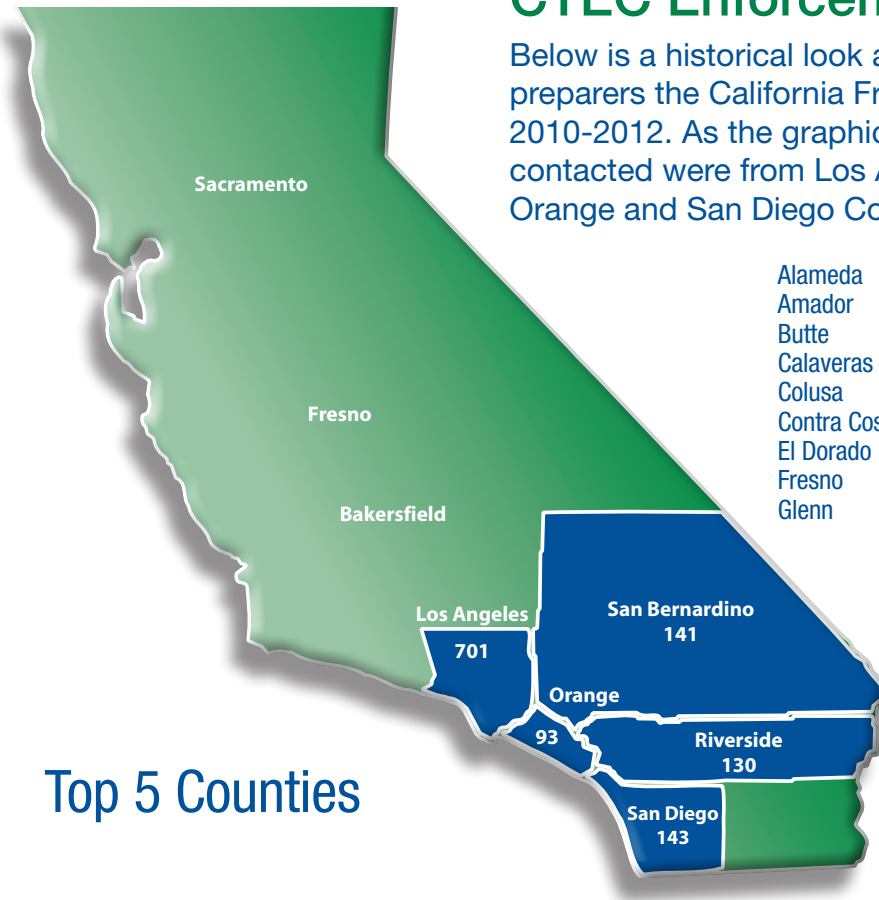 CTEC
Below is a historical look
preparers the California
2010-2012. As the graphic
contacted were from Los
Orange and San Diego
Alameda
Amador
Butte
Calaveras
Colusa
Contra
El Dorado
Fresno
Glenn
Sacramento
Fresno
Bakersfield
Los Angeles
701
San Bernardino
141
Orange
93
Riverside
130
San Diego
143
Top 5 Counties